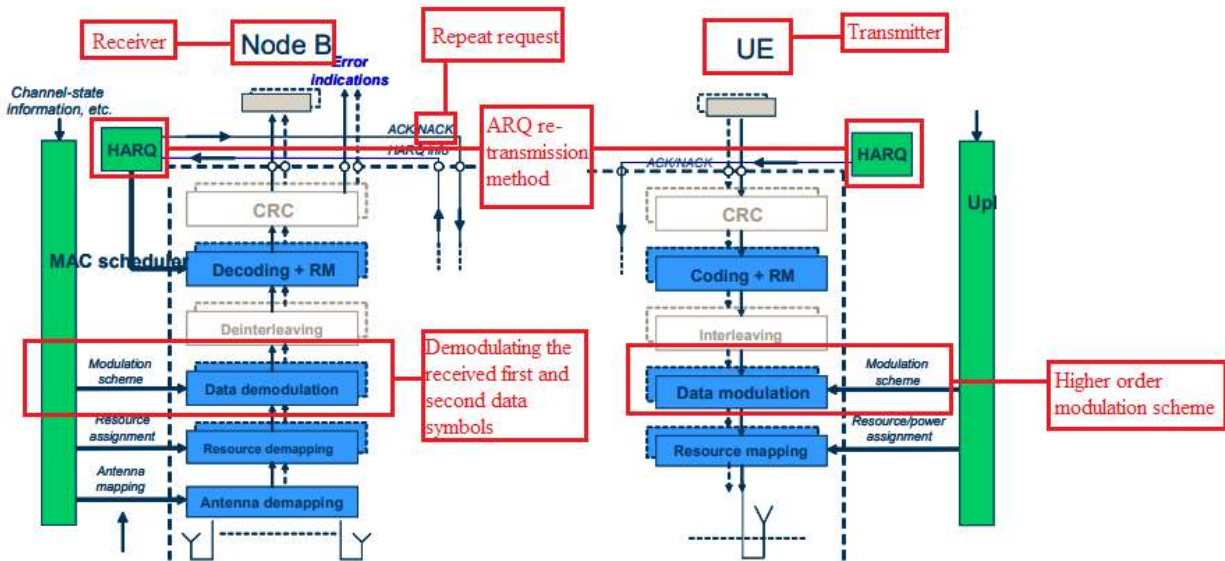 Receiver
Node B
Repeat request
UE
Transmitter
Error
indications
Channel-state
information, etc.
HARQ
ACK/NACK
HARQ info
ARQ re-
transmission
method
ACK/NACK
HARQ
CRC
CRC
Upl
MAC scheduler
Decoding + RM
Coding + RM
Deinterleaving
Interleaving
Modulation
scheme
Data demodulation
Demodulating the
received first and
second data
symbols
Data modulation
Modulation
scheme
Higher order
modulation scheme
Resource
assignment
Resource demapping
Resource mapping
Resource/power
assignment
Antenna
mapping
Antenna demapping